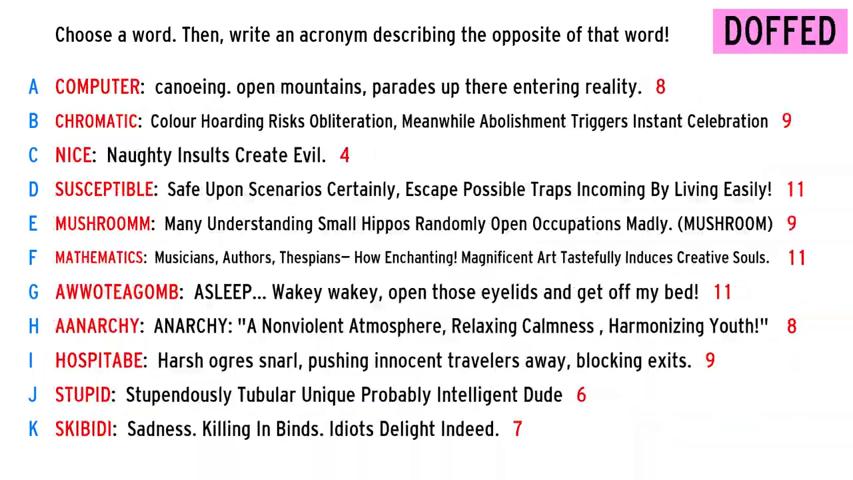 Choose a word. Then, write an acronym describing the opposite of that word!
DOFFED
A COMPUTER: canoeing. open mountains, parades up there entering reality. 8
B CHROMATIC: Colour Hoarding Risks Obliteration, Meanwhile Abolishment Triggers Instant Celebration 9
C NICE: Naughty Insults Create Evil. 4
D SUSCEPTIBLE: Safe Upon Scenarios Certainly, Escape Possible Traps Incoming By Living Easily! 11
E MUSHROOMM: Many Understanding Small Hippos Randomly Open Occupations Madly. (MUSHROOM) 9
F MATHEMATICS: Musicians, Authors, Thespians— How Enchanting! Magnificent Art Tastefully Induces Creative Souls. 11
G AWWOTEAGOMB: ASLEEP... Wakey wakey, open those eyelids and get off my bed! 11
H AANARCHY: ANARCHY: "A Nonviolent Atmosphere, Relaxing Calmness , Harmonizing Youth!" 8
I HOSPITABE: Harsh ogres snarl, pushing innocent travelers away, blocking exits. 9
J STUPID: Stupendously Tubular Unique Probably Intelligent Dude 6
K SKIBIDI: Sadness. Killing In Binds. Idiots Delight Indeed. 7